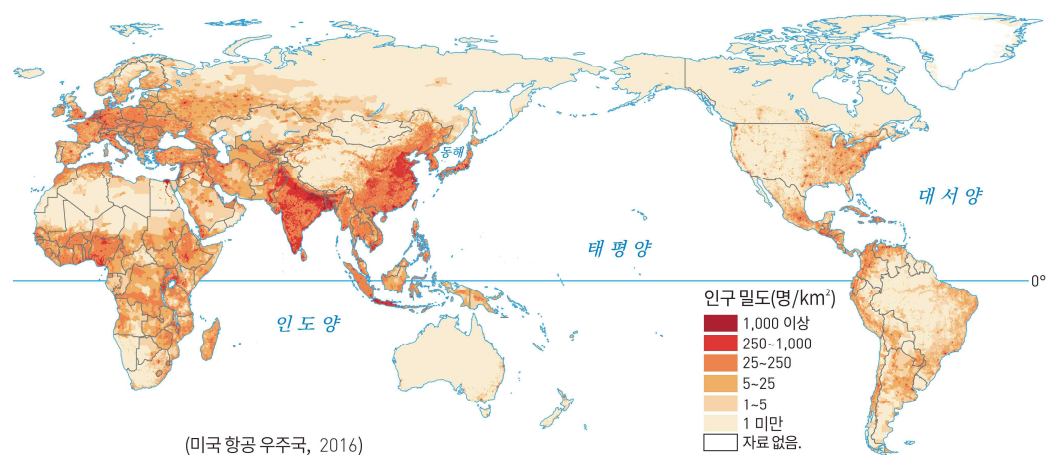 동해
대서양
태평양
0°
인도양
인구 밀도(명/km²)
1,000 이상
250~1,000
25~250
5~25
1~5
1 미만
자료 없음.
(미국 항공 우주국, 2016)